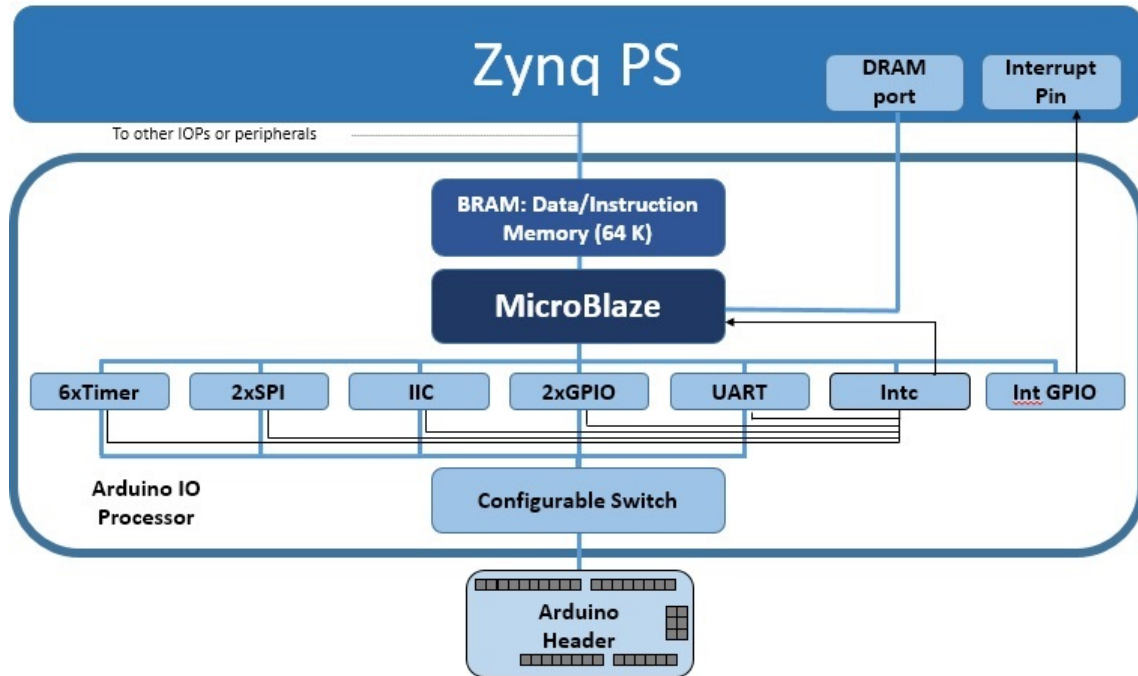 Zynq PS
DRAM
port
Interrupt
Pin
To other IOPs or peripherals
BRAM: Data/Instruction
Memory (64 K)
MicroBlaze
6xTimer
2xSPI
IIC
2xGPIO
UART
Intc
Int GPIO
Arduino IO
Processor
Configurable Switch
Arduino
Header